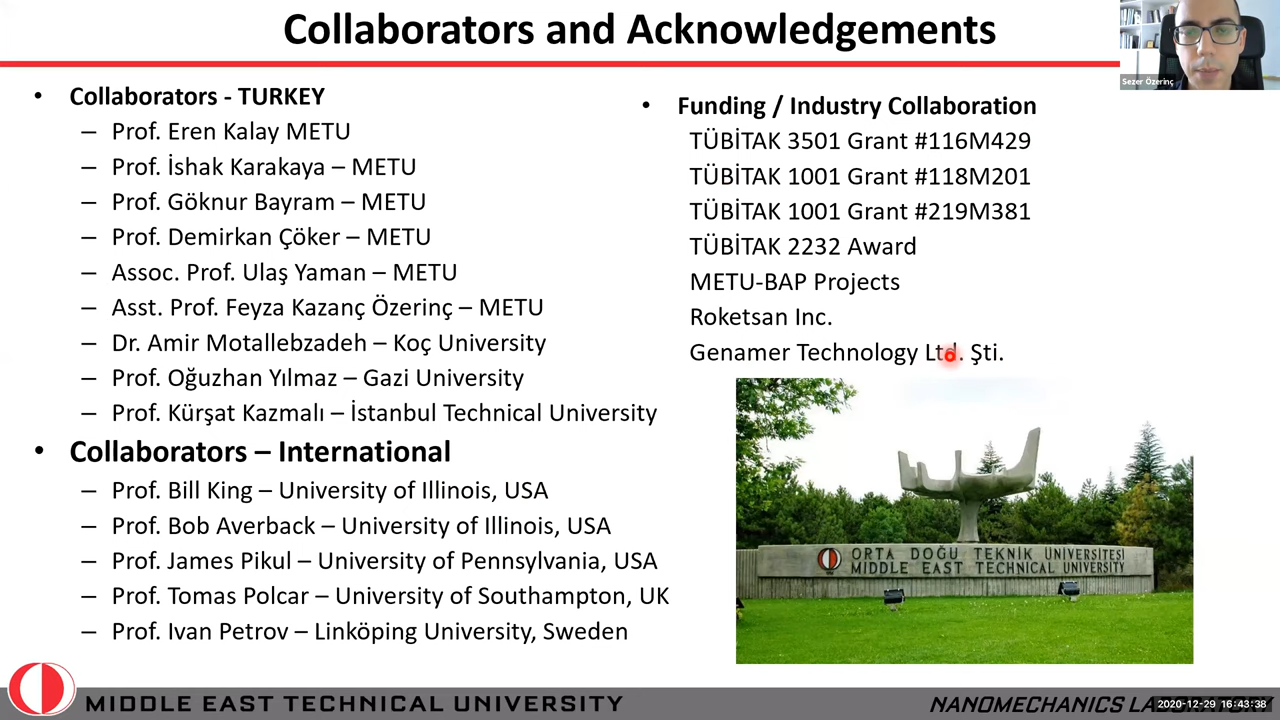 Collaborators and Acknowledgements
Sezer Özerinç
• Collaborators - TURKEY
– Prof. Eren Kalay METU
– Prof. İshak Karakaya – METU
– Prof. Göknur Bayram – METU
– Prof. Demirkan Çöker – METU
– Assoc. Prof. Ulaş Yaman – METU
– Asst. Prof. Feyza Kazanç Özerinç – METU
– Dr. Amir Motallebzadeh – Koç University
– Prof. Oğuzhan Yılmaz – Gazi University
– Prof. Kürşat Kazmalı – İstanbul Technical University
• Collaborators – International
– Prof. Bill King – University of Illinois, USA
– Prof. Bob Averback – University of Illinois, USA
– Prof. James Pikul – University of Pennsylvania, USA
– Prof. Tomas Polcar – University of Southampton, UK
– Prof. Ivan Petrov – Linköping University, Sweden
• Funding / Industry Collaboration
TÜBİTAK 3501 Grant #116M429
TÜBİTAK 1001 Grant #118M201
TÜBİTAK 1001 Grant #219M381
TÜBİTAK 2232 Award
METU-BAP Projects
Roketsan Inc.
Genamer Technology Ltd. Şti.
ORTA DOĞU TEKNİK ÜNİVERSİTESİ
MIDDLE EAST TECHNICAL UNIVERSITY
MIDDLE EAST TECHNICAL UNIVERSITY
NANOMECHANICS
2020-12-29 16:43:38